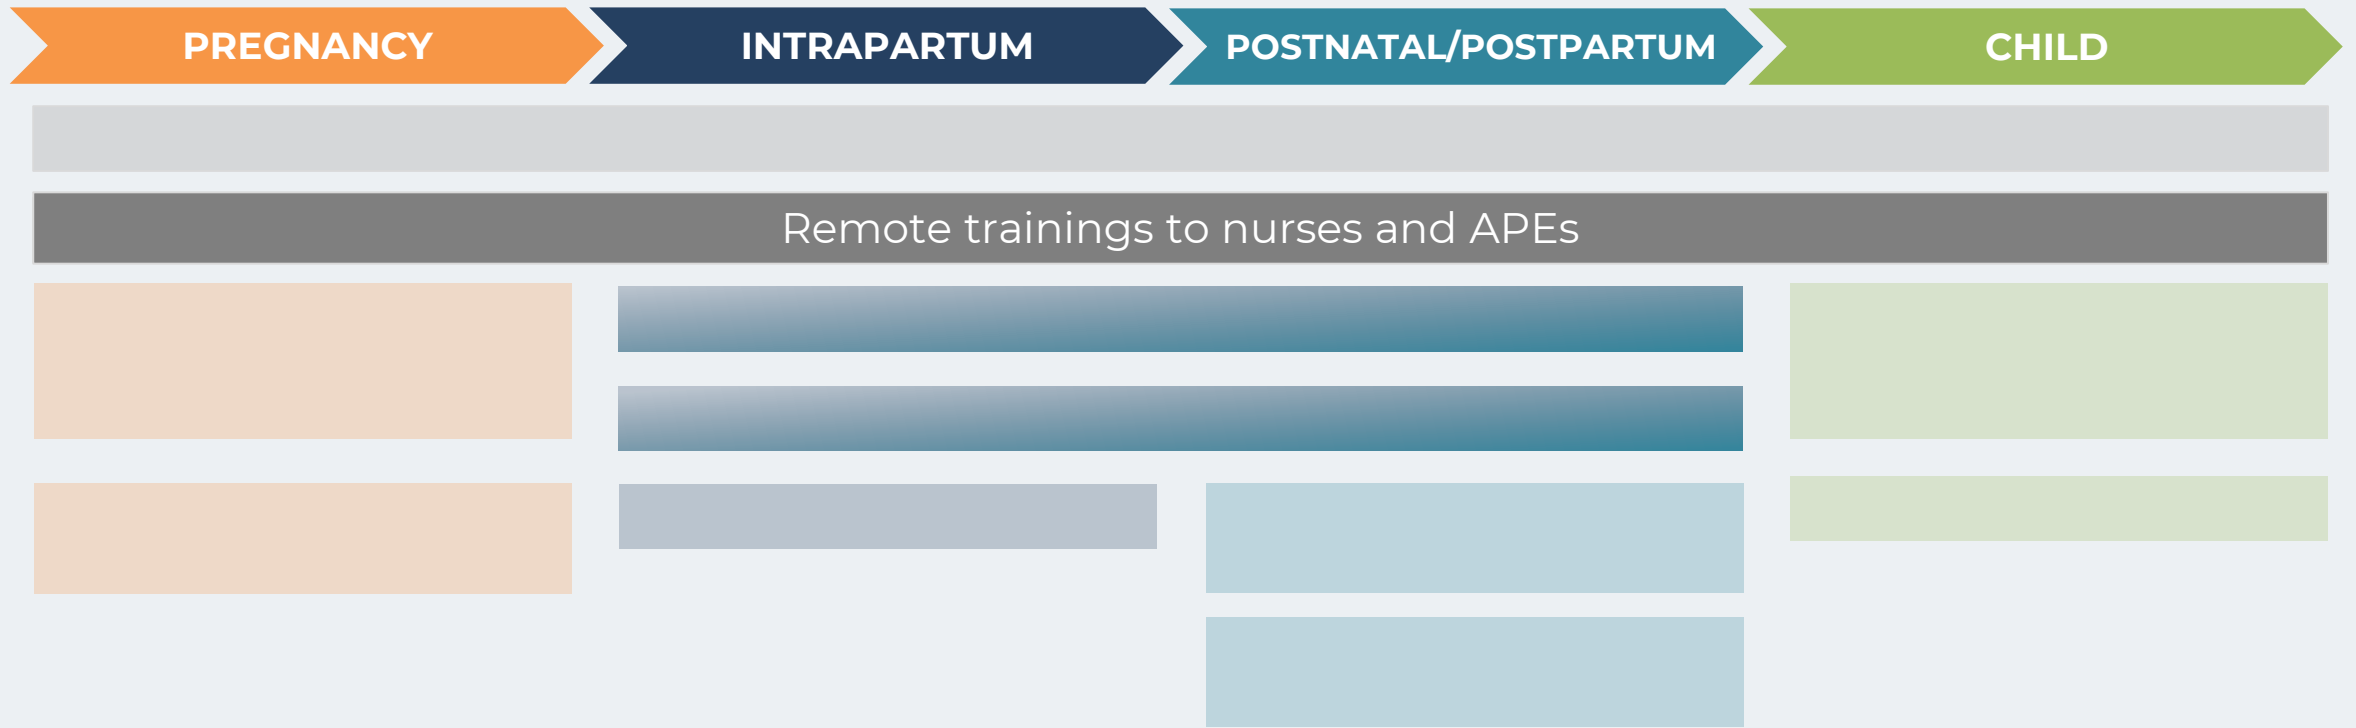 PREGNANCY
INTRAPARTUM
POSTNATAL/POSTPARTUM
CHILD
Remote trainings to nurses and APEs